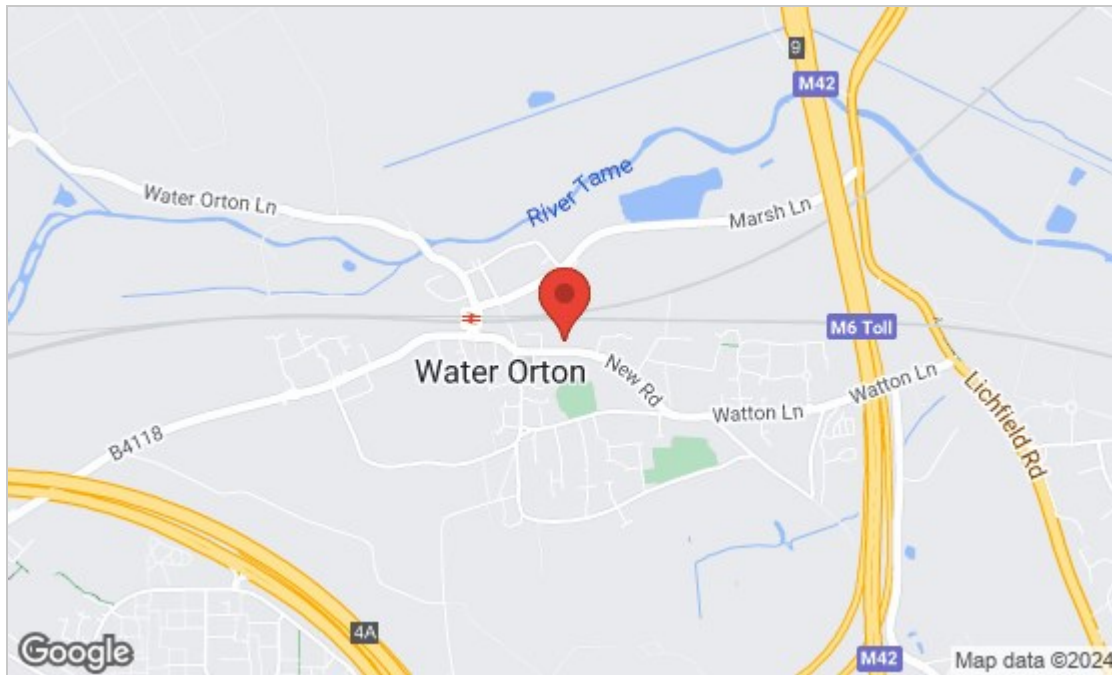 9
M42
River Tame
Water Orton Ln
Marsh Ln
M6 Toll
Water Orton
New Rd
Watton Ln
Watton Ln
Lichfield Rd
B4118
4A
Google
M42
Map data ©2024